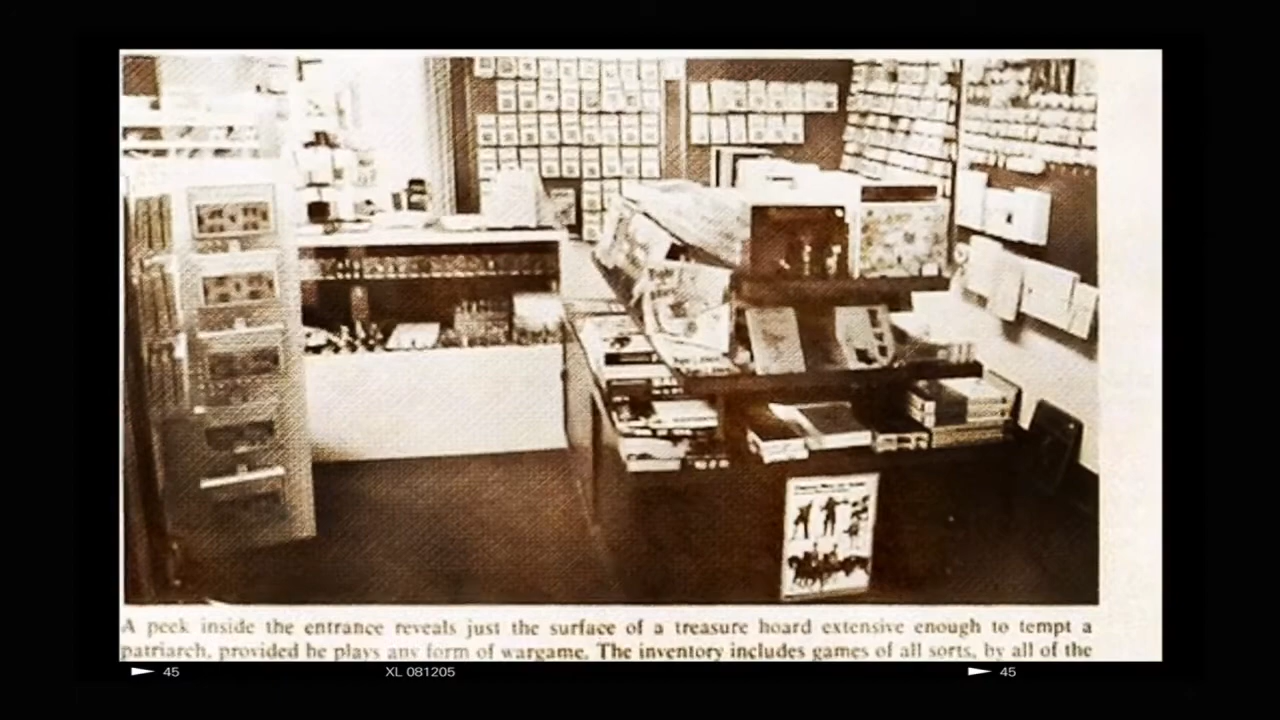 A peek inside the entrance reveals just the surface of a treasure hoard extensive enough to tempt a
patriarch, provided he plays any form of wargame. The inventory includes games of all sorts, by all of the
45 XL 081205 45